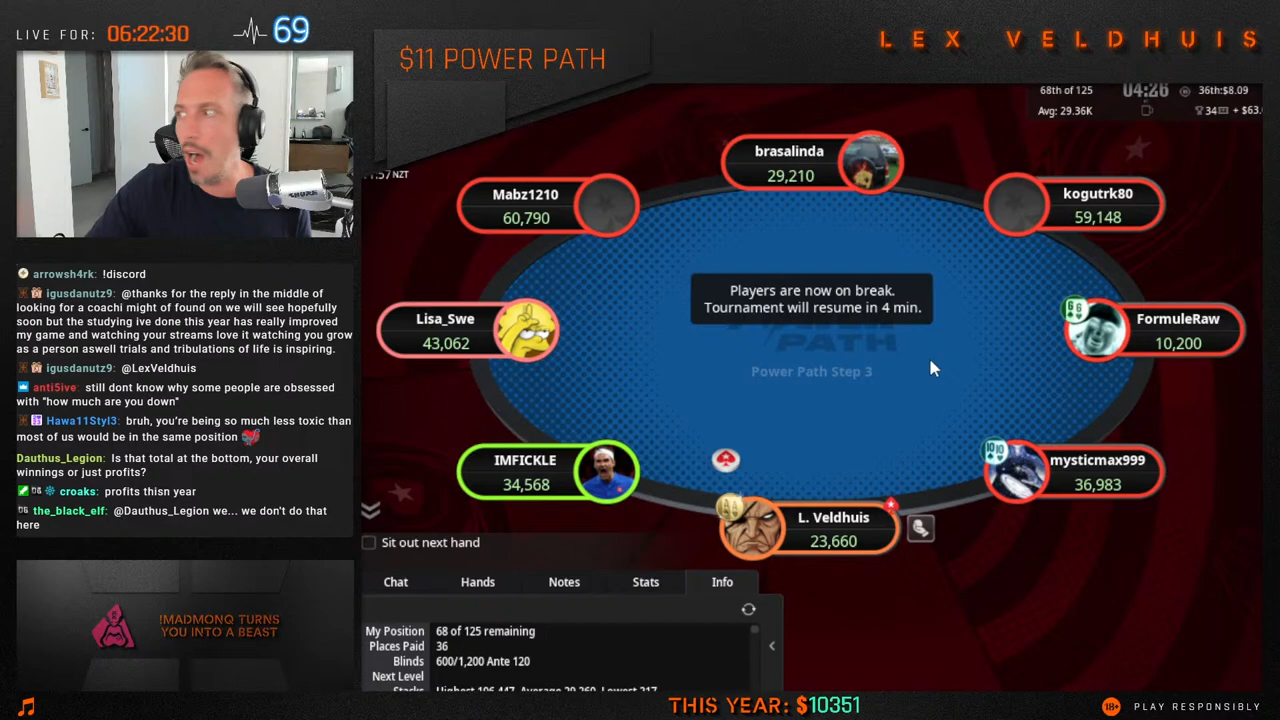 LIVE FOR: 06:22:30 69
$11 POWER PATH
LEX VELDHUIS
68th of 125 04:26 36th:$8.09
Avg: 29.36K 34 + $63.
NZT
brasalinda
29,210
Mabz1210
60,790
kogutrk80
59,148
Lisa_Swe
43,062
Players are now on break.
Tournament will resume in 4 min.
PATH
Power Path Step 3
FormuleRaw
10,200
IMFICKLE
34,568
mysticmax999
36,983
L. Veldhuis
23,660
Sit out next hand
Chat Hands Notes Stats Info
My Position 68 of 125 remaining
Places Paid 36
Blinds 600/1,200 Ante 120
Next Level
arrowsh4rk: !discord
igusdanutz9: @thanks for the reply in the middle of
looking for a coachi might of found on we will see hopefully
soon but the studying ive done this year has really improved
my game and watching your streams love it watching you grow
as a person aswell trials and tribulations of life is inspiring.
igusdanutz9: @LexVeldhuis
anti5ive: still dont know why some people are obsessed
with "how much are you down"
Hawa11Styl3: bruh, you're being so much less toxic than
most of us would be in the same position
Dauthus_Legion: Is that total at the bottom, your overall
winnings or just profits?
croaks: profits thisn year
the_black_elf: @Dauthus_Legion we... we don't do that
here
!MADMONQ TURNS
YOU INTO A BEAST
THIS YEAR: $10351
18+ PLAY RESPONSIBLY